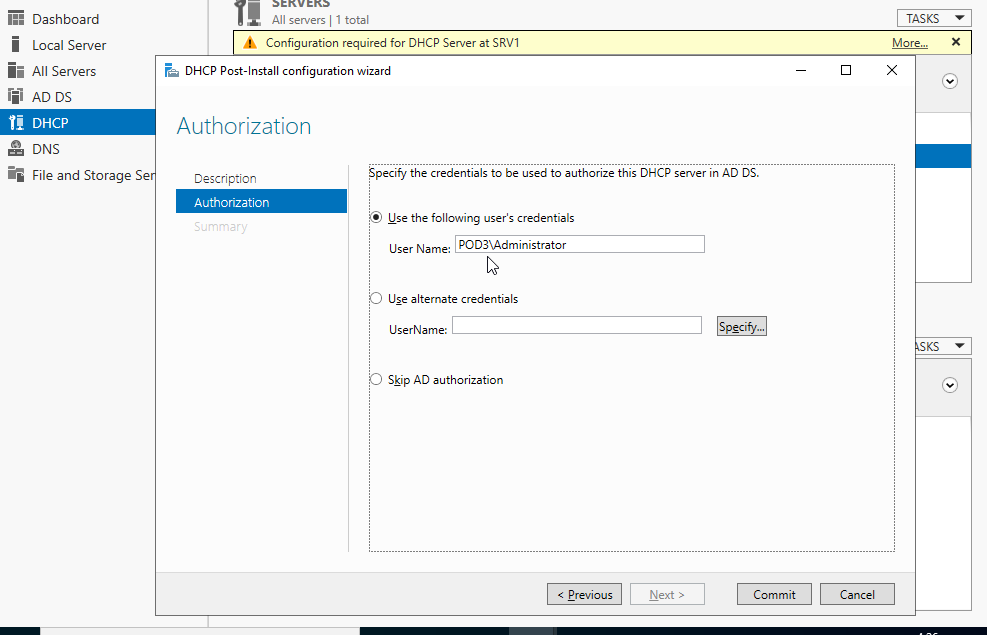 Dashboard
Local Server
All Servers
AD DS
DHCP
DNS
File and Storage Ser
SERVERS
All servers | 1 total
TASKS
Configuration required for DHCP Server at SRV1
More...
DHCP Post-Install configuration wizard
Authorization
Description
Authorization
Summary
Specify the credentials to be used to authorize this DHCP server in AD DS.
Use the following user's credentials
User Name: POD3\Administrator
Use alternate credentials
UserName:
Specify...
Skip AD authorization
ASKS
< Previous
Next >
Commit
Cancel